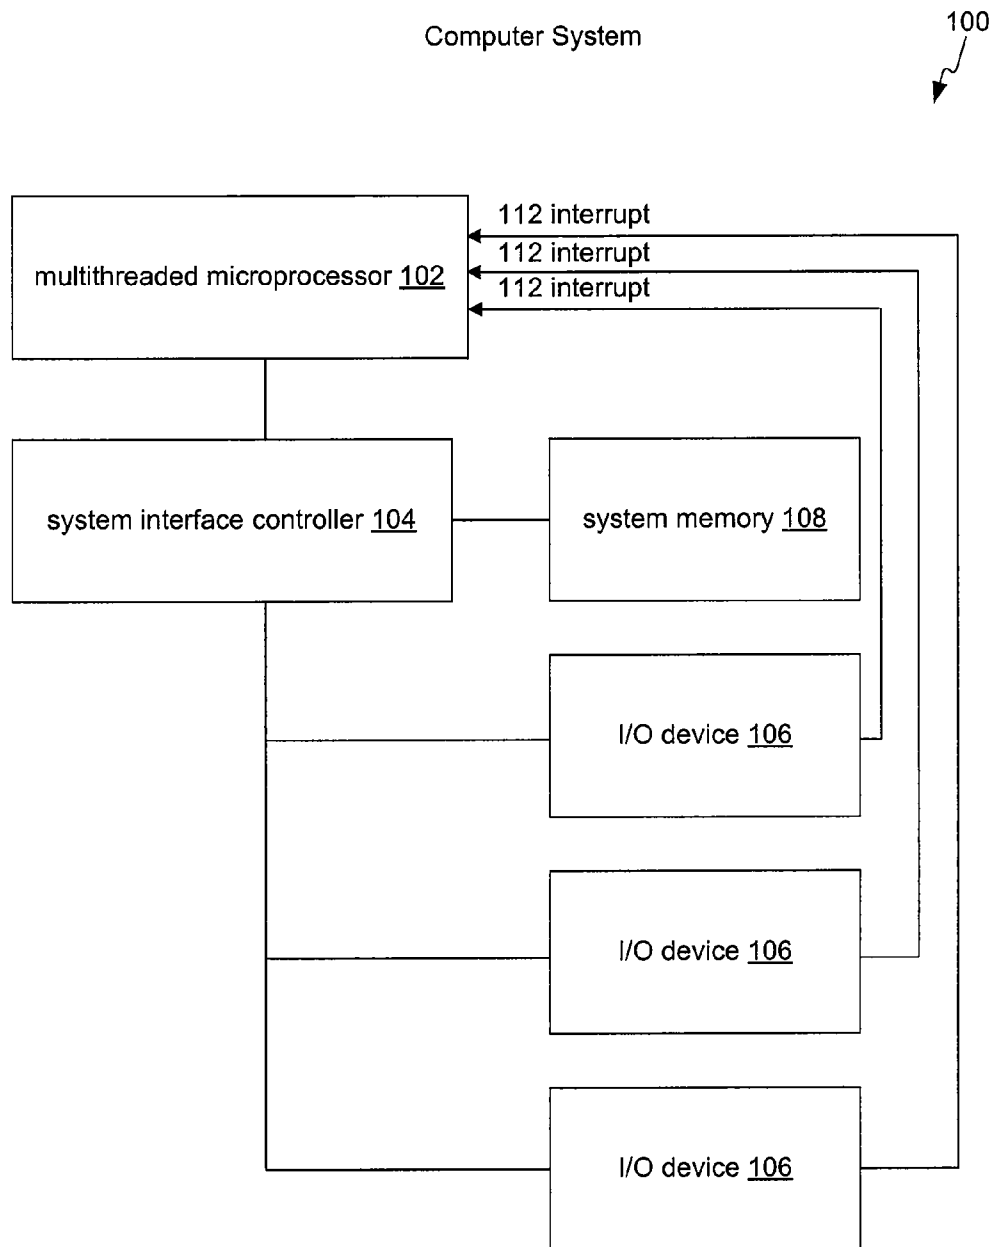 Computer System
100
112 interrupt
multithreaded microprocessor 102
112 interrupt
112 interrupt
system interface controller 104
system memory 108
I/O device 106
I/O device 106
I/O device 106